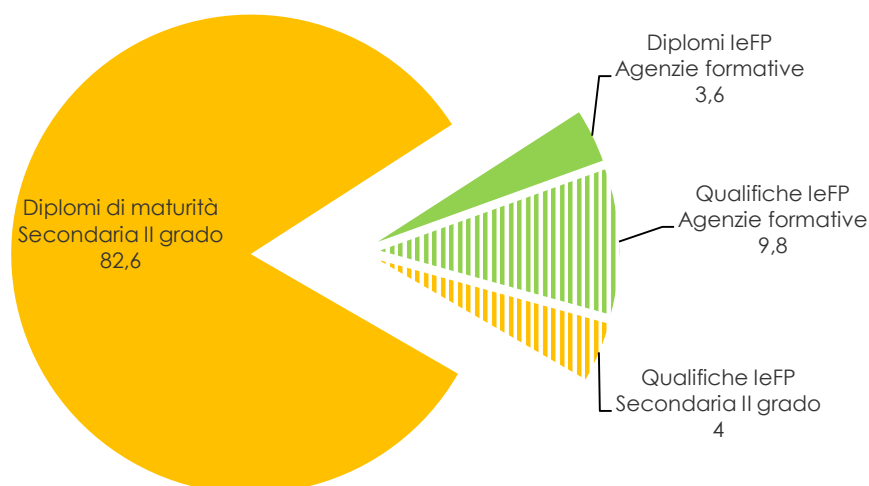 Diplomi IeFP
Agenzie formative
3,6
Diplomi di maturità
Secondaria II grado
82,6
Qualifiche IeFP
Agenzie formative
9,8
Qualifiche IeFP
Secondaria II grado
4